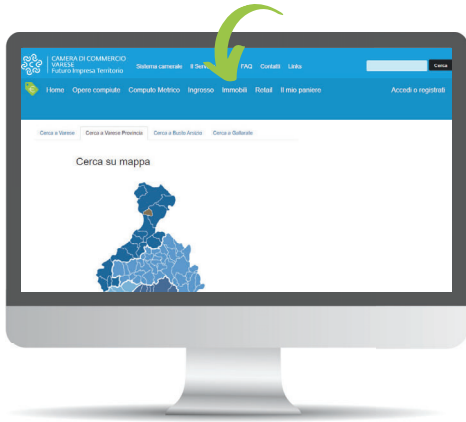 CAMERA DI COMMERCIO
VARESE
Futuro Impresa Territorio
Sistema camerale Il Ser FAQ Contatti Links
Cerca
Home Opere compiute Computo Metrico Ingrosso Immobili Retail Il mio paniere Accedi o registrati
Cerca a Varese Cerca a Varese Provincia Cerca a Busto Arsizio Cerca a Gallarate
Cerca su mappa